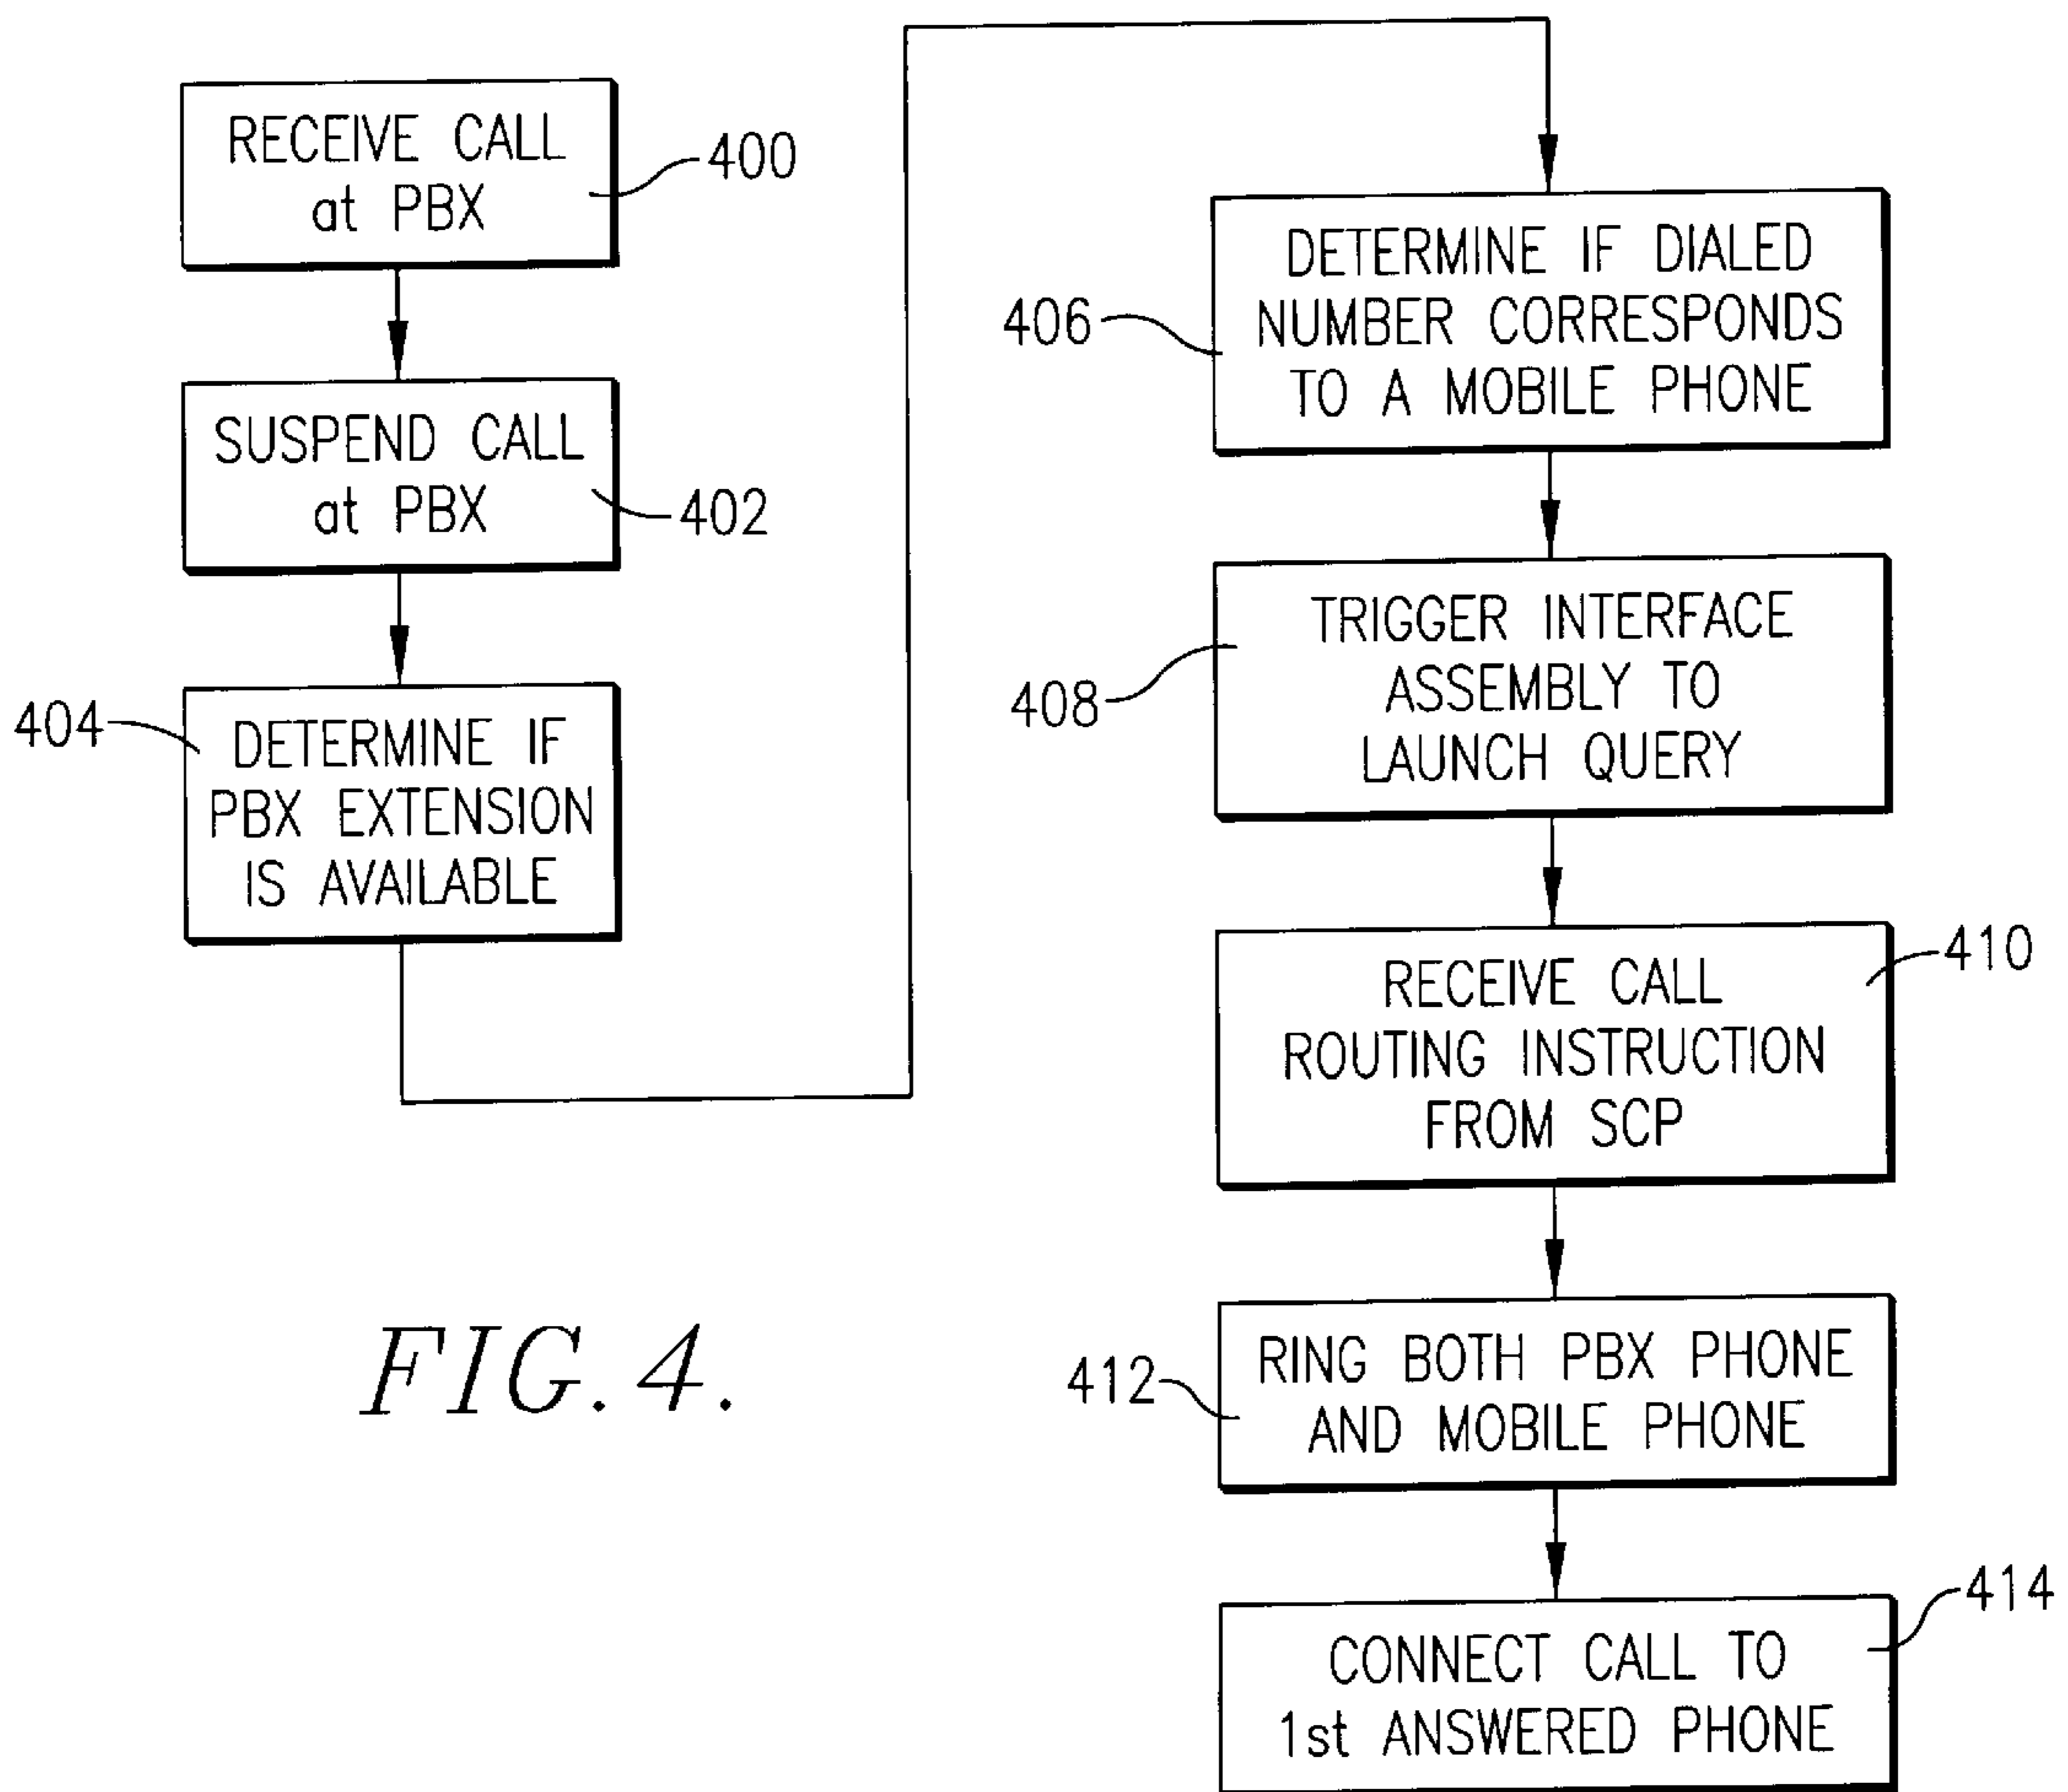 RECEIVE CALL
at PBX
400
SUSPEND CALL
at PBX
402
404
DETERMINE IF
PBX EXTENSION
IS AVAILABLE
406
DETERMINE IF DIALED
NUMBER CORRESPONDS
TO A MOBILE PHONE
408
TRIGGER INTERFACE
ASSEMBLY TO
LAUNCH QUERY
410
RECEIVE CALL
ROUTING INSTRUCTION
FROM SCP
412
RING BOTH PBX PHONE
AND MOBILE PHONE
414
CONNECT CALL TO
1st ANSWERED PHONE
FIG. 4.